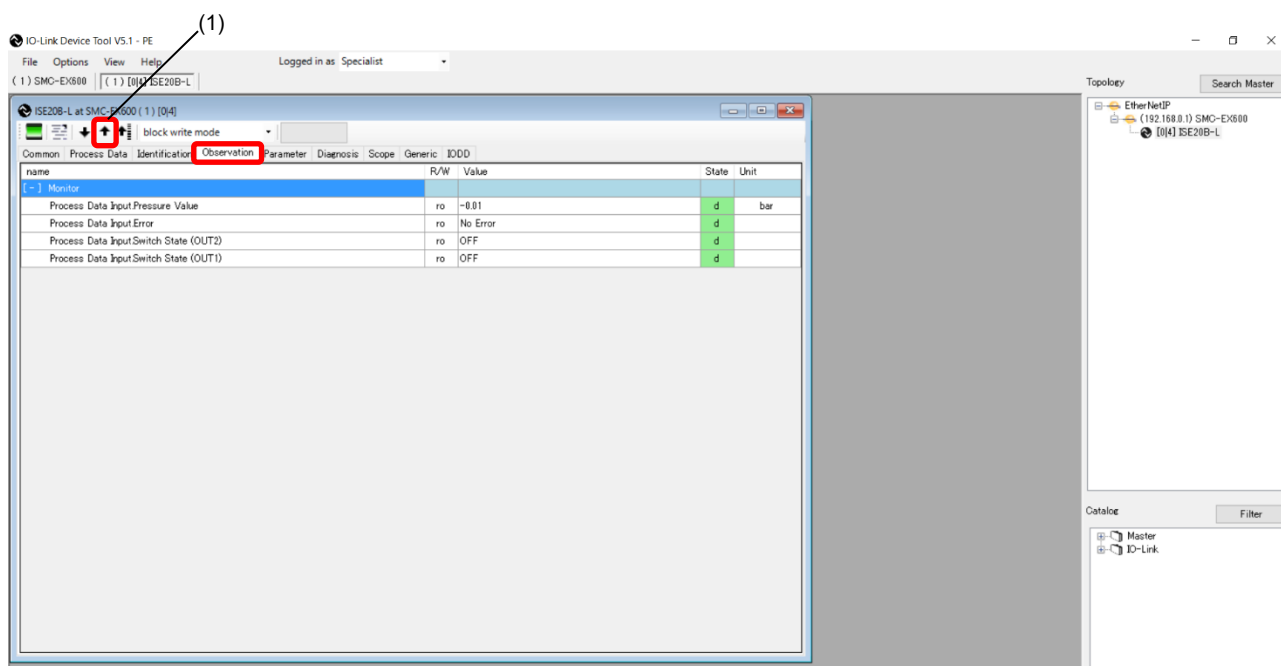 (1)
IO-Link Device Tool V5.1 - PE
File Options View Help Logged in as Specialist
( 1 ) SMC-EX600 ( 1 ) [0|4] ISE20B-L
Topology Search Master
ISE20B-L at SMC-EX600 ( 1 ) [0|4]
block write mode
Common Process Data Identification Observation Parameter Diagnosis Scope Generic IODD
name R/W Value State Unit
[ - ] Monitor
Process Data Input.Pressure Value ro -0.01 d bar
Process Data Input.Error ro No Error d
Process Data Input.Switch State (OUT2) ro OFF d
Process Data Input.Switch State (OUT1) ro OFF d
EtherNetIP
(192.168.0.1) SMC-EX600
[0|4] ISE20B-L
Catalog Filter
Master
IO-Link